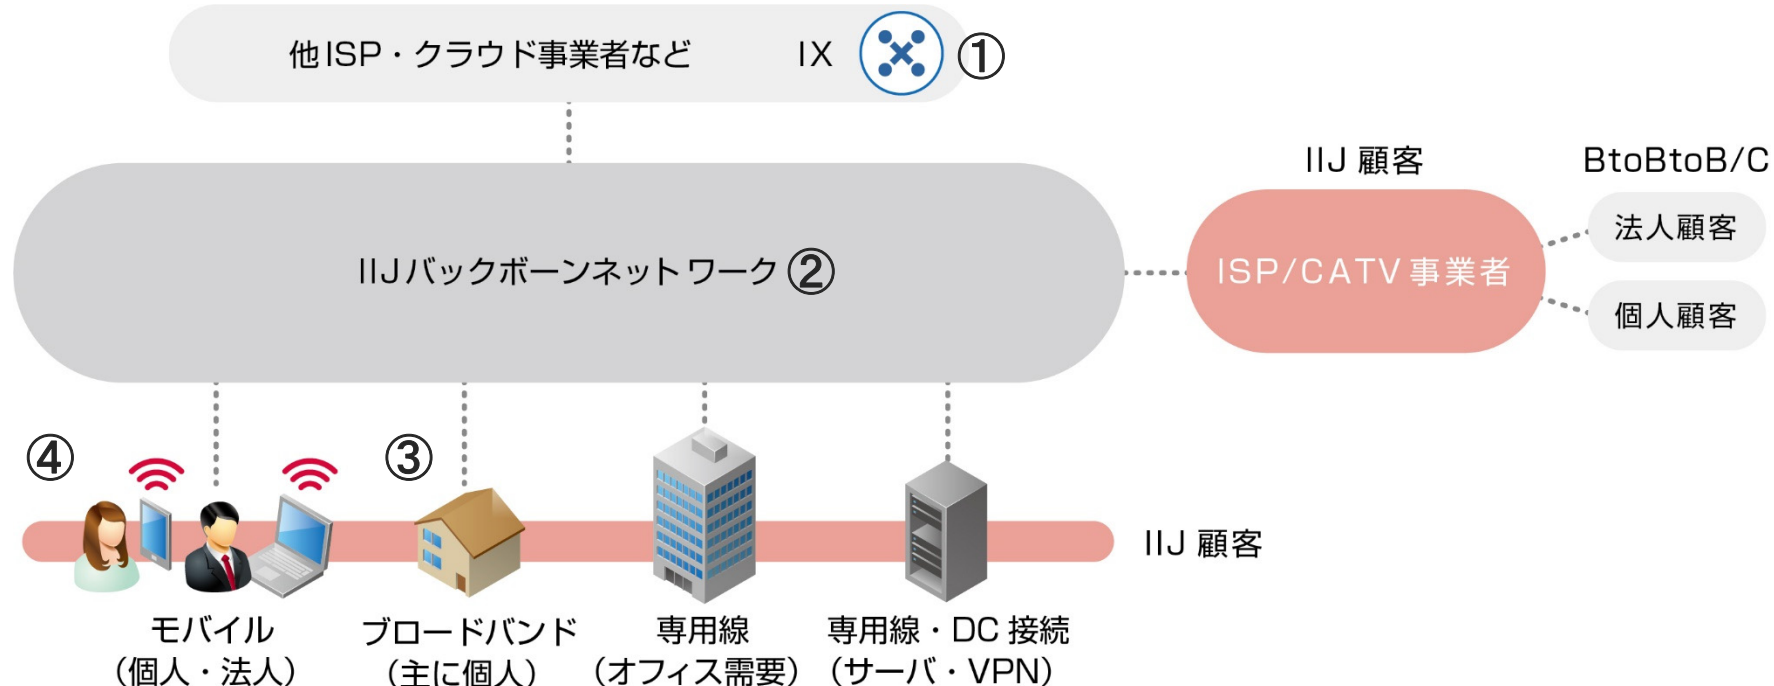 他ISP・クラウド事業者など IX ①
IIJバックボーンネットワーク②
IIJ 顧客
ISP/CATV 事業者
BtoBtoB/C
法人顧客
個人顧客
④
③
IIJ 顧客
モバイル
（個人・法人）
ブロードバンド
（主に個人）
専用線
（オフィス需要）
専用線・DC 接続
（サーバ・VPN）